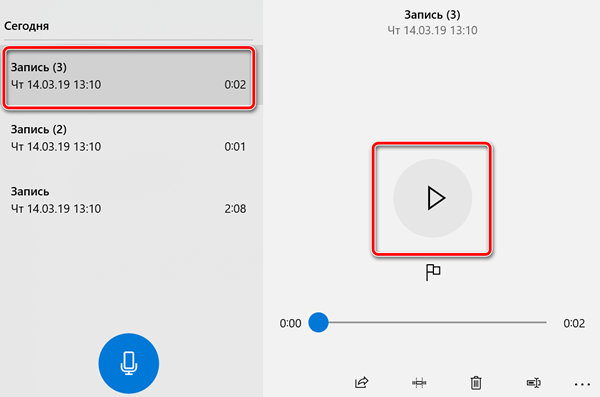 Сегодня
Запись (3)
Чт 14.03.19 13:10 0:02
Запись (2)
Чт 14.03.19 13:10 0:01
Запись
Чт 14.03.19 13:10 2:08
Запись (3)
Чт 14.03.19 13:10
0:00 0:02